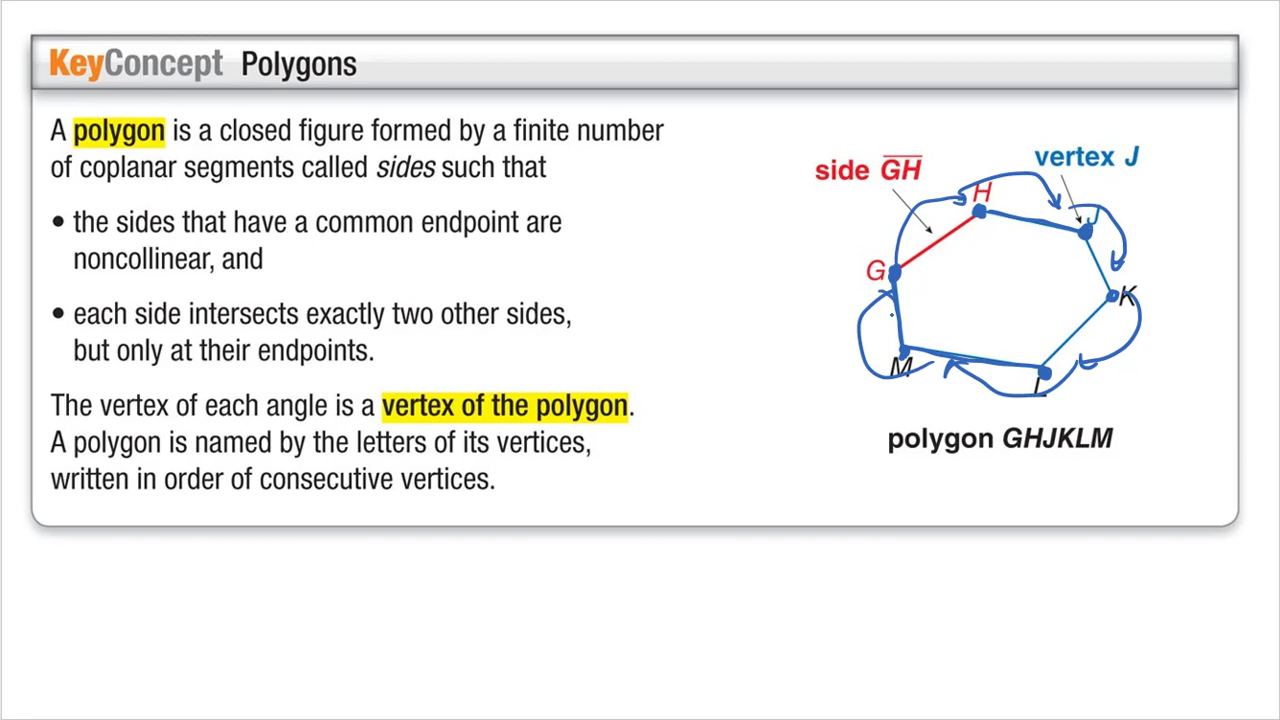 KeyConcept Polygons
A polygon is a closed figure formed by a finite number
of coplanar segments called sides such that
• the sides that have a common endpoint are
noncollinear, and
• each side intersects exactly two other sides,
but only at their endpoints.
The vertex of each angle is a vertex of the polygon.
A polygon is named by the letters of its vertices,
written in order of consecutive vertices.
vertex J
side G̅H̅
H
J
G
K
M
L
polygon GHJKLM